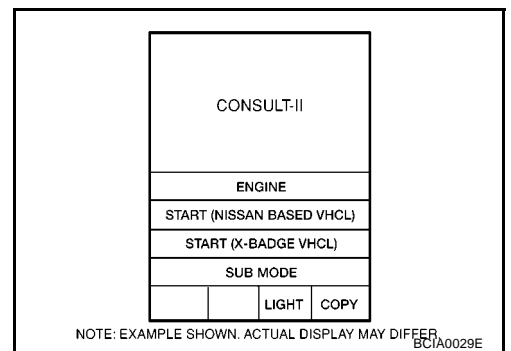 CONSULT-II
ENGINE
START (NISSAN BASED VHCL)
START (X-BADGE VHCL)
SUB MODE
LIGHT COPY
NOTE: EXAMPLE SHOWN. ACTUAL DISPLAY MAY DIFFER
BCIA0029E